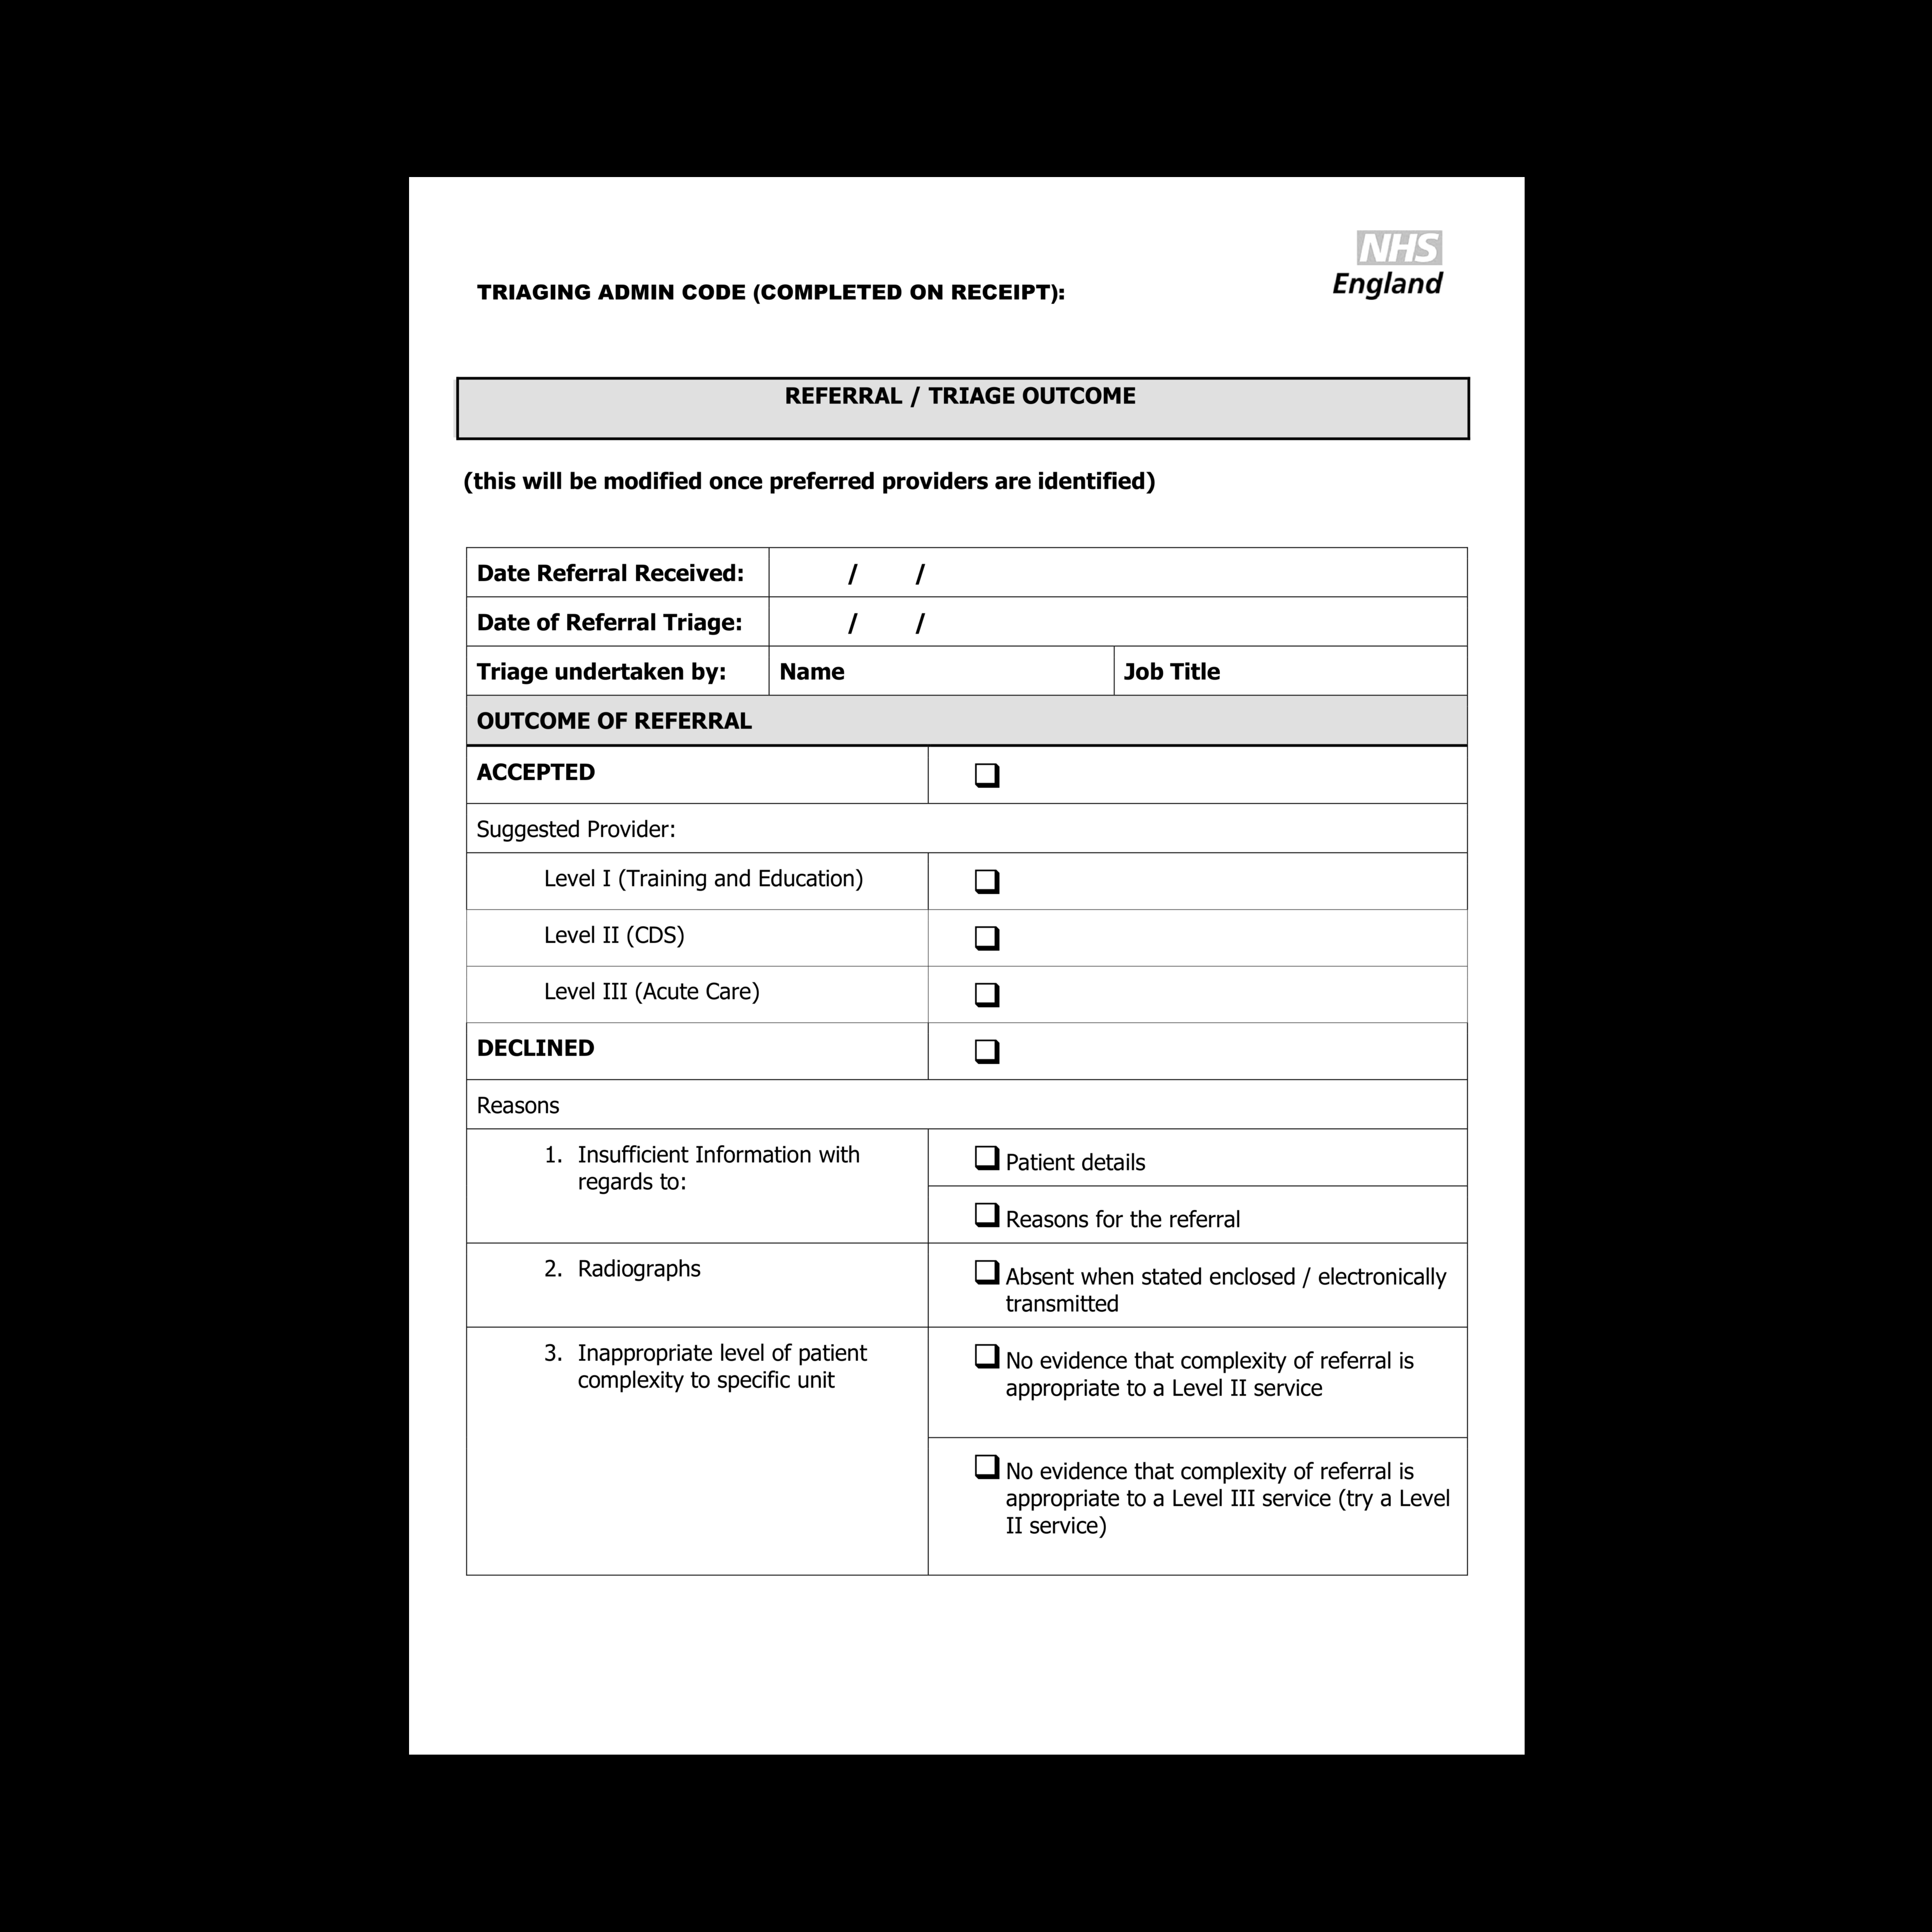 NHS
England
TRIAGING ADMIN CODE (COMPLETED ON RECEIPT):
REFERRAL / TRIAGE OUTCOME
(this will be modified once preferred providers are identified)
Date Referral Received: / /
Date of Referral Triage: / /
Triage undertaken by: Name Job Title
OUTCOME OF REFERRAL
ACCEPTED ❑
Suggested Provider:
Level I (Training and Education) ❑
Level II (CDS) ❑
Level III (Acute Care) ❑
DECLINED ❑
Reasons
1. Insufficient Information with
regards to:
❑ Patient details
❑ Reasons for the referral
2. Radiographs
❑ Absent when stated enclosed / electronically
transmitted
3. Inappropriate level of patient
complexity to specific unit
❑ No evidence that complexity of referral is
appropriate to a Level II service
❑ No evidence that complexity of referral is
appropriate to a Level III service (try a Level
II service)